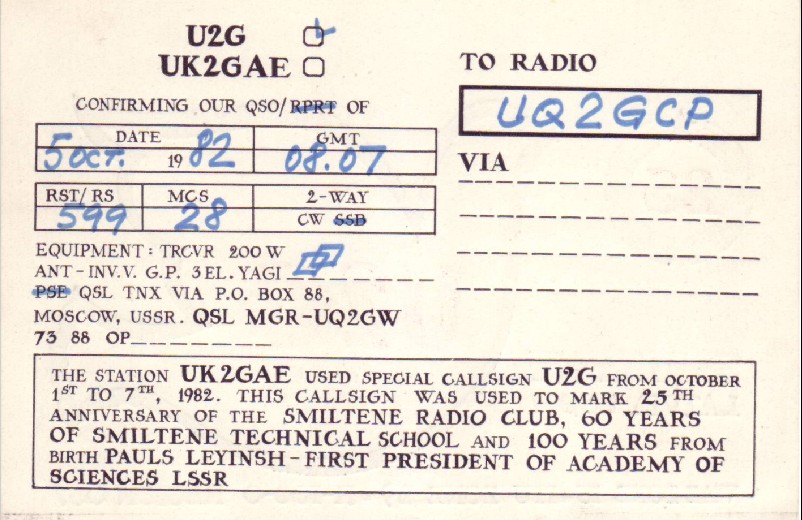 U2G
UK2GAE
CONFIRMING OUR QSO/RPRT OF
DATE GMT
5 OCT. 19 82 08.07
RST/RS MCS 2-WAY
599 28 CW SSB
EQUIPMENT: TRCVR 200 W
ANT-INV.V. G.P. 3 EL. YAGI
PSE QSL TNX VIA P.O. BOX 88,
MOSCOW, USSR. QSL MGR-UQ2GW
73 88 OP
TO RADIO
UQ2GCP
VIA
THE STATION UK2GAE USED SPECIAL CALLSIGN U2G FROM OCTOBER
1ST TO 7TH, 1982. THIS CALLSIGN WAS USED TO MARK 25TH
ANNIVERSARY OF THE SMILTENE RADIO CLUB, 60 YEARS
OF SMILTENE TECHNICAL SCHOOL AND 100 YEARS FROM
BIRTH PAULS LEYINSH-FIRST PRESIDENT OF ACADEMY OF
SCIENCES LSSR